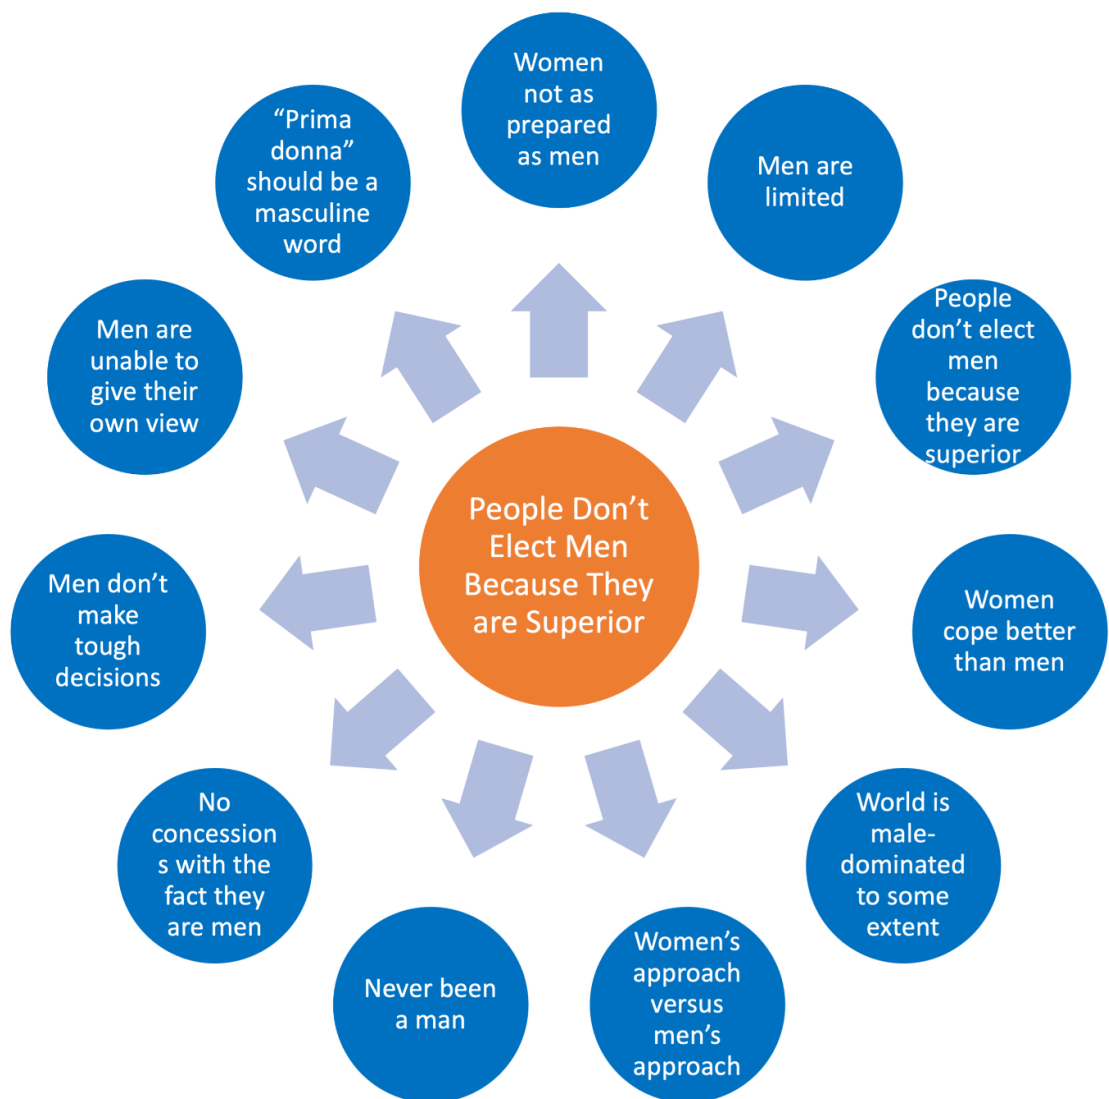 People Don’t
Elect Men
Because They
are Superior
Women
not as
prepared
as men
Men are
limited
People
don’t elect
men
because
they are
superior
Women
cope better
than men
World is
male-
dominated
to some
extent
Women’s
approach
versus
men’s
approach
Never been
a man
No
concession
s with the
fact they
are men
Men don’t
make
tough
decisions
Men are
unable to
give their
own view
“Prima
donna”
should be a
masculine
word